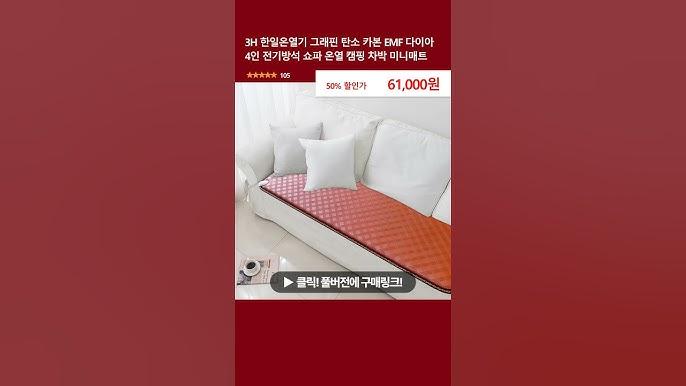 3H 한일온열기 그래핀 탄소 카본 EMF 다이아
4인 전기방석 쇼파 온열 캠핑 차박 미니매트
★★★★★ 105
50% 할인가 61,000원
▶ 클릭! 풀버전에 구매링크!